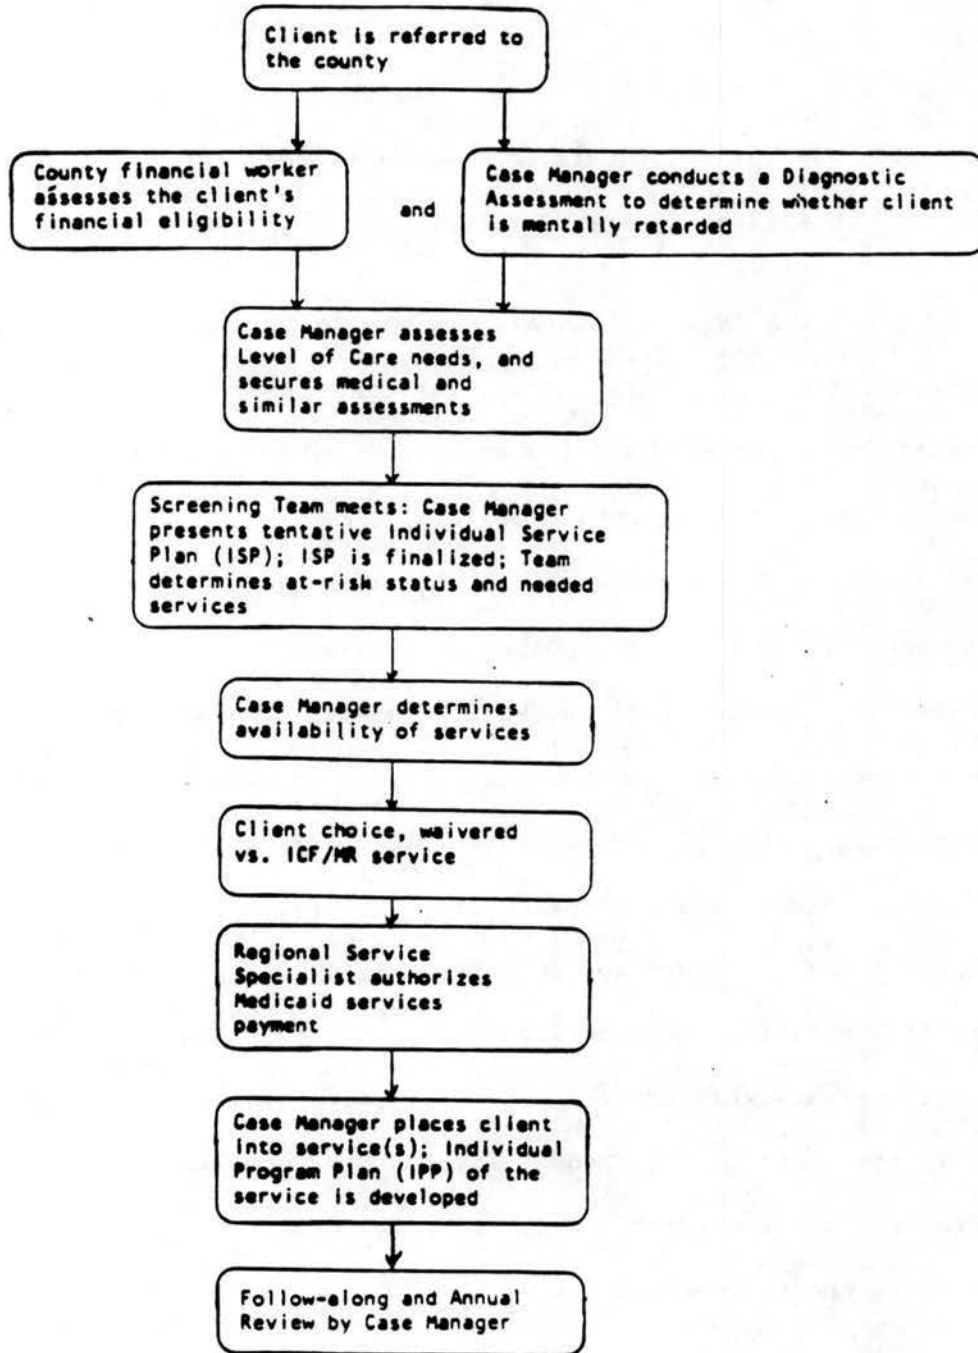 Client is referred to
the county
County financial worker
assesses the client's
financial eligibility
and
Case Manager conducts a Diagnostic
Assessment to determine whether client
is mentally retarded
Case Manager assesses
Level of Care needs, and
secures medical and
similar assessments
Screening Team meets: Case Manager
presents tentative Individual Service
Plan (ISP); ISP is finalized; Team
determines at-risk status and needed
services
Case Manager determines
availability of services
Client choice, waivered
vs. ICF/MR service
Regional Service
Specialist authorizes
Medicaid services
payment
Case Manager places client
into service(s); Individual
Program Plan (IPP) of the
service is developed
Follow-along and Annual
Review by Case Manager